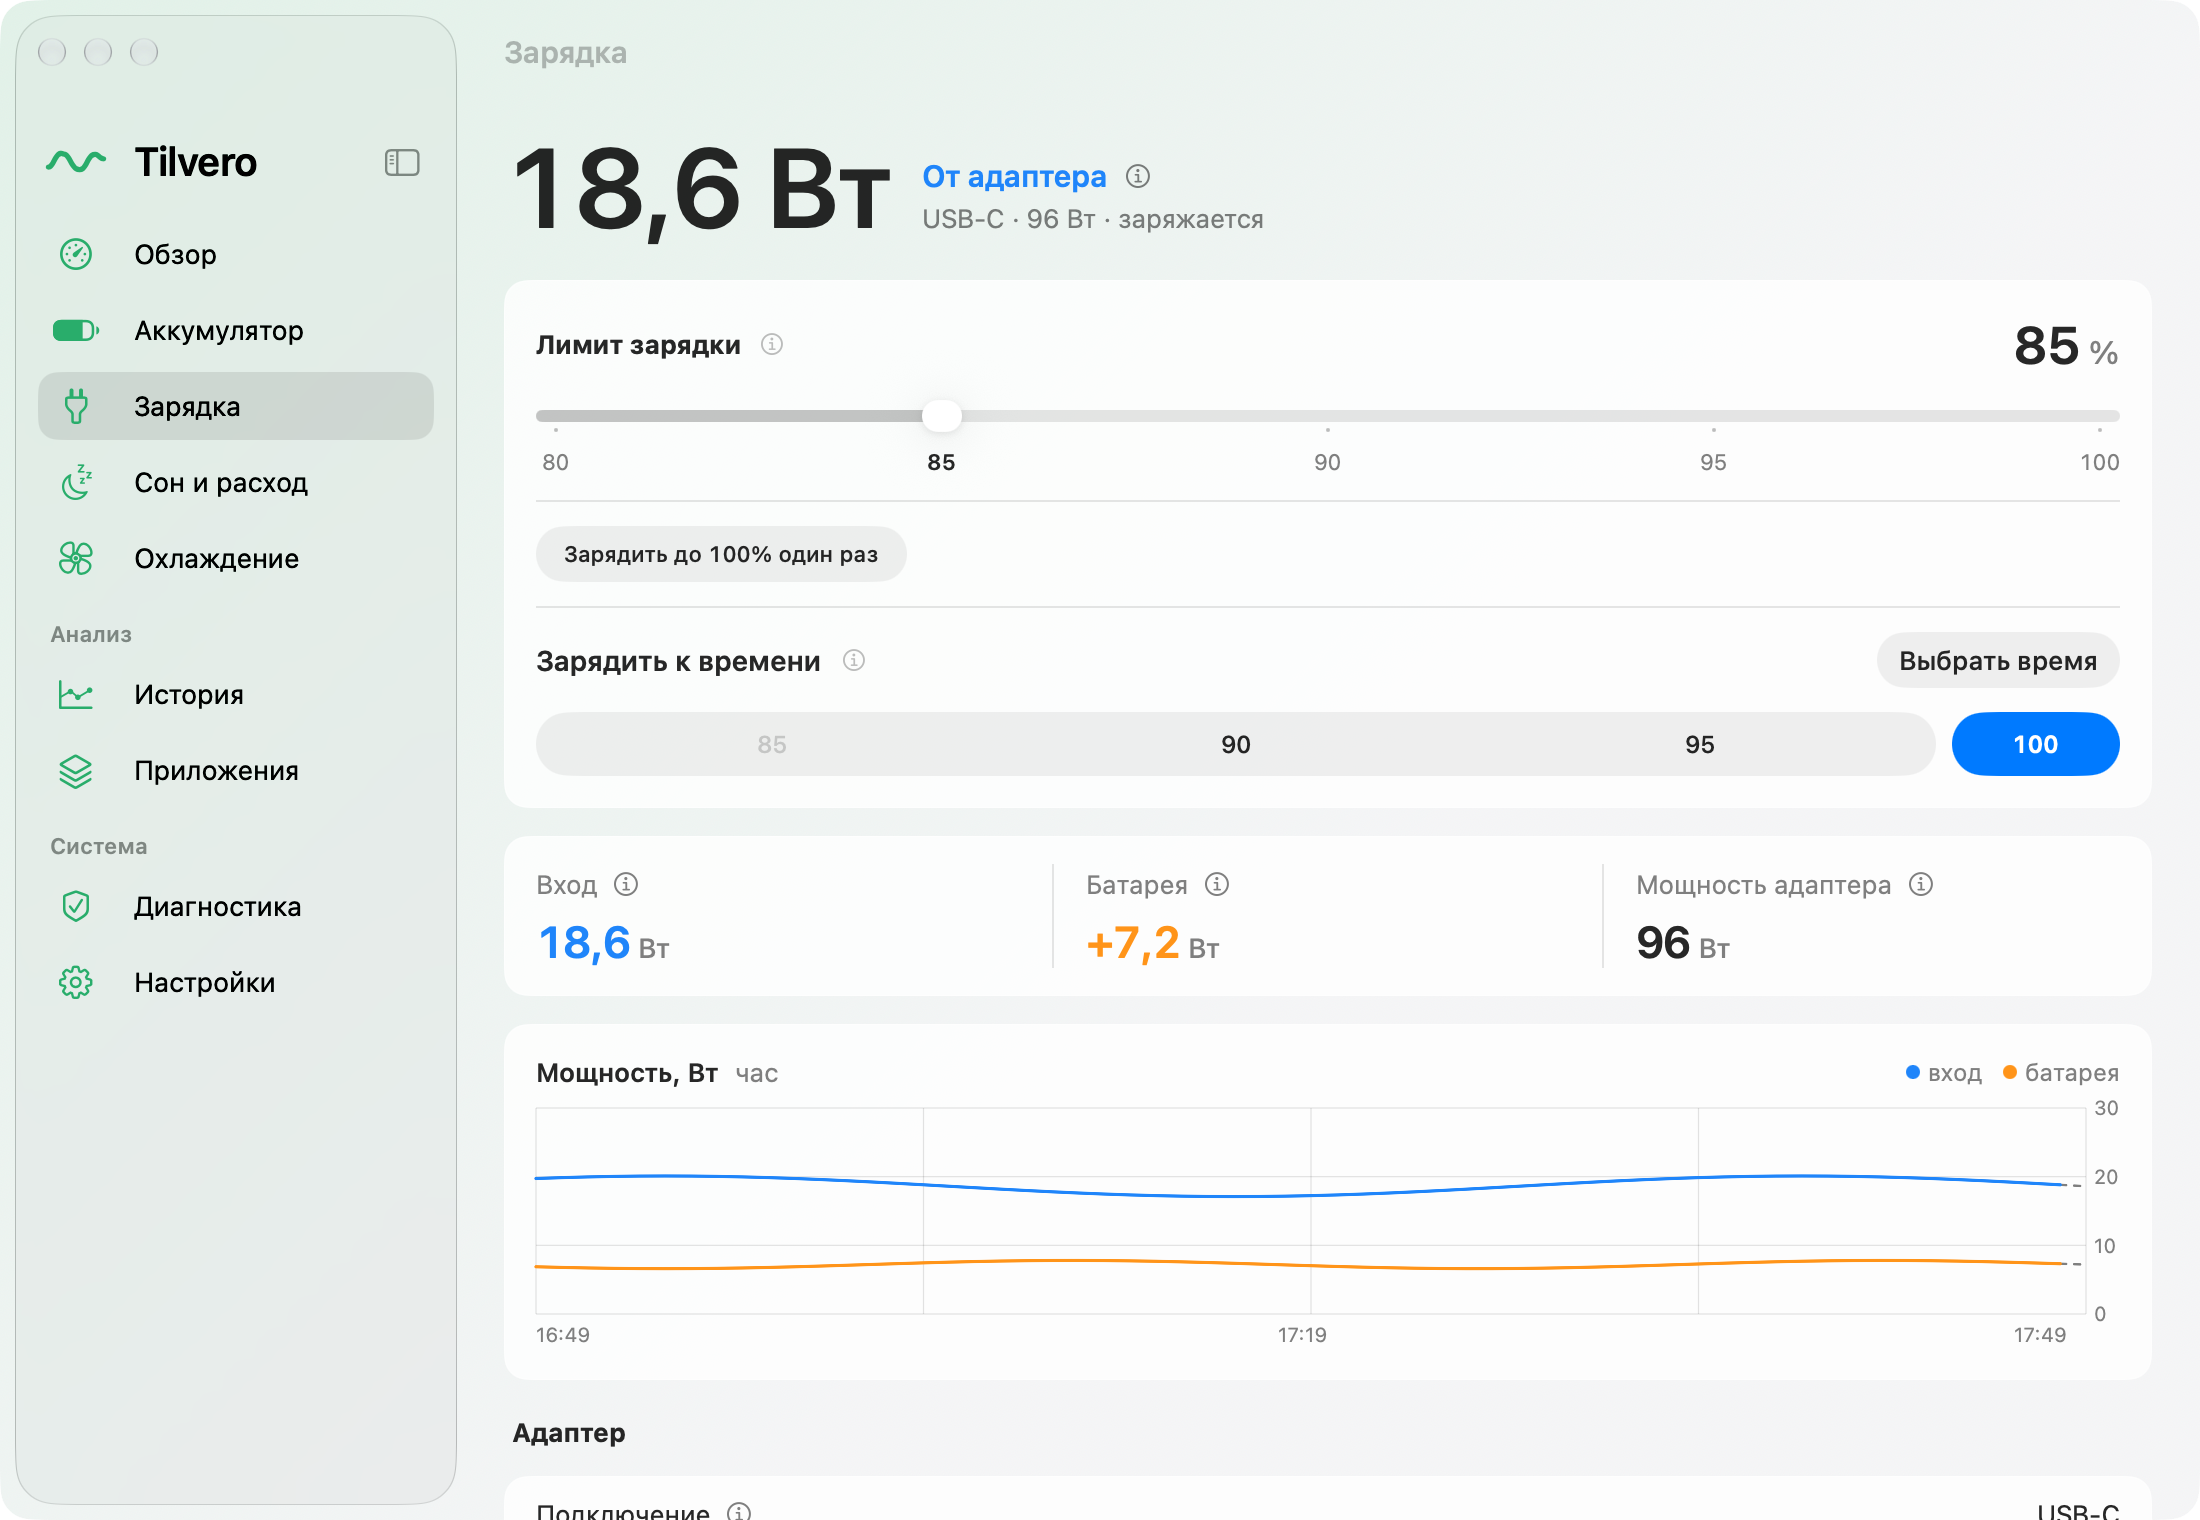 Зарядка
Tilvero
Обзор
Аккумулятор
Зарядка
Сон и расход
Охлаждение
Анализ
История
Приложения
Система
Диагностика
Настройки
18,6 Вт
От адаптера
USB-C · 96 Вт · заряжается
Лимит зарядки
85 %
80 85 90 95 100
Зарядить до 100% один раз
Зарядить к времени
Выбрать время
85 90 95 100
Вход
18,6 Вт
Батарея
+7,2 Вт
Мощность адаптера
96 Вт
Мощность, Вт час
вход батарея
30
20
10
0
16:49 17:19 17:49
Адаптер
Подключение USB-C